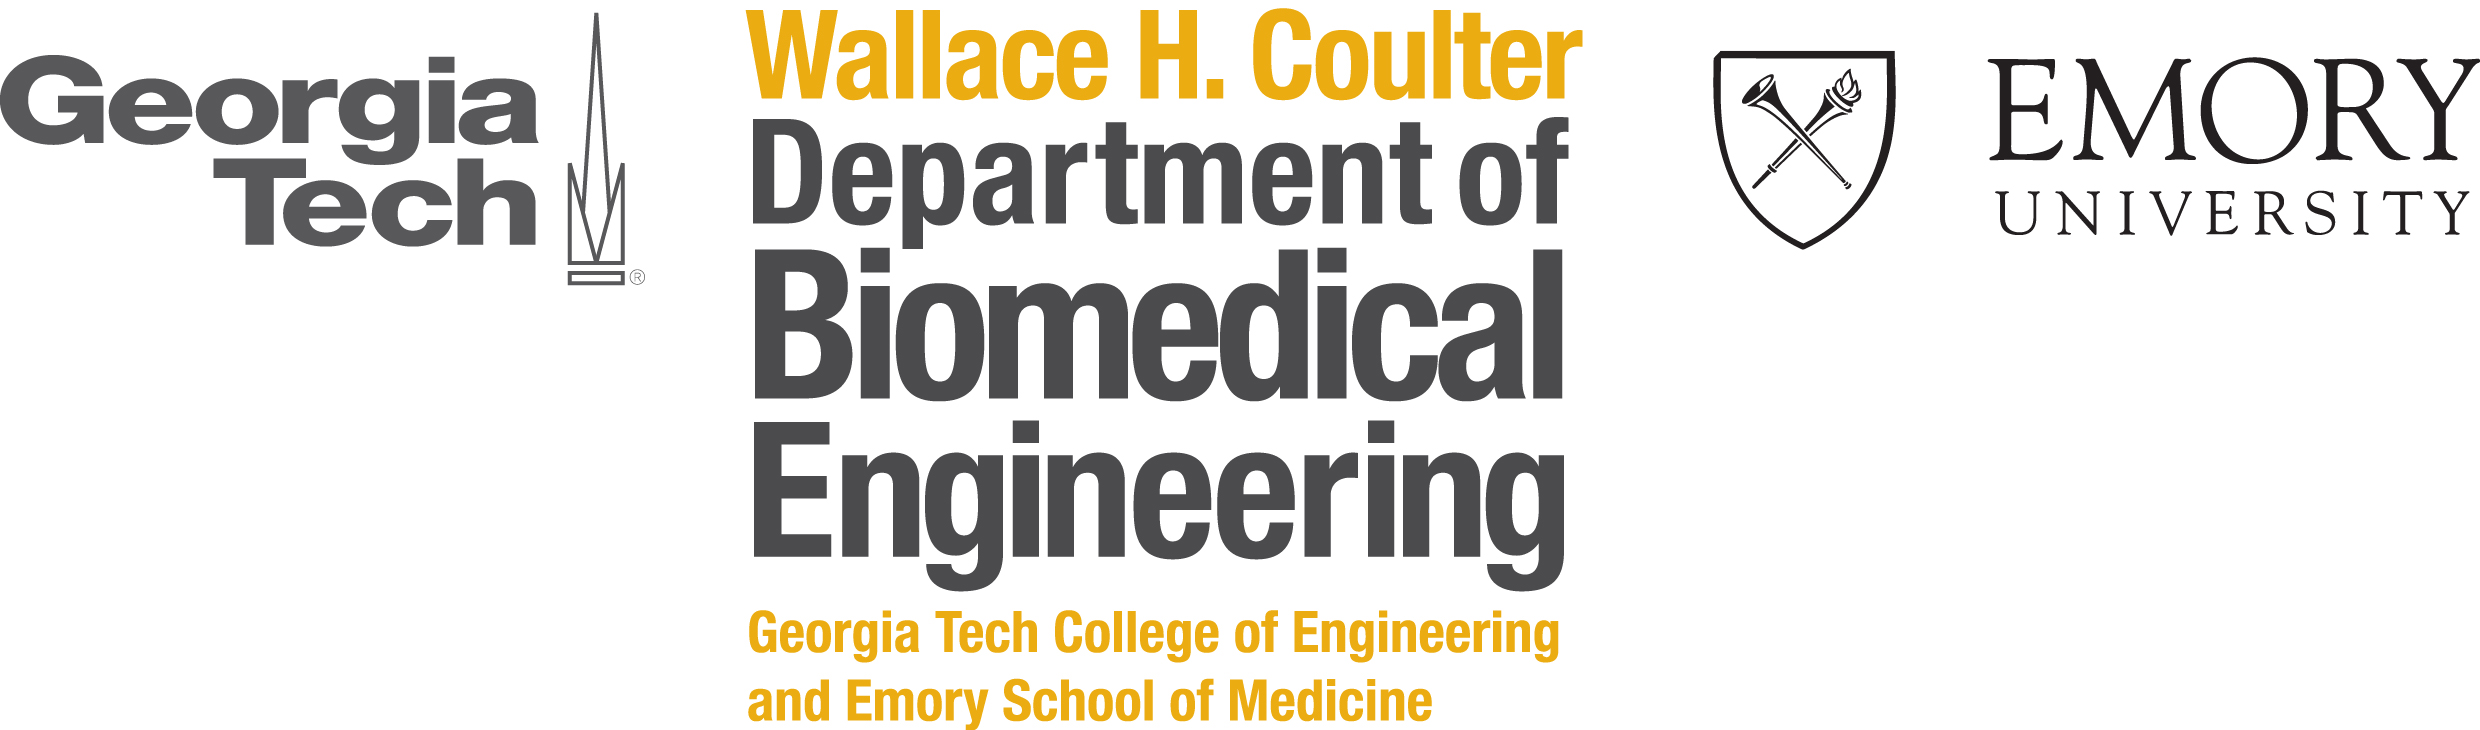 Georgia
Tech
®
Wallace H. Coulter
Department of
Biomedical
Engineering
Georgia Tech College of Engineering
and Emory School of Medicine
EMORY
UNIVERSITY